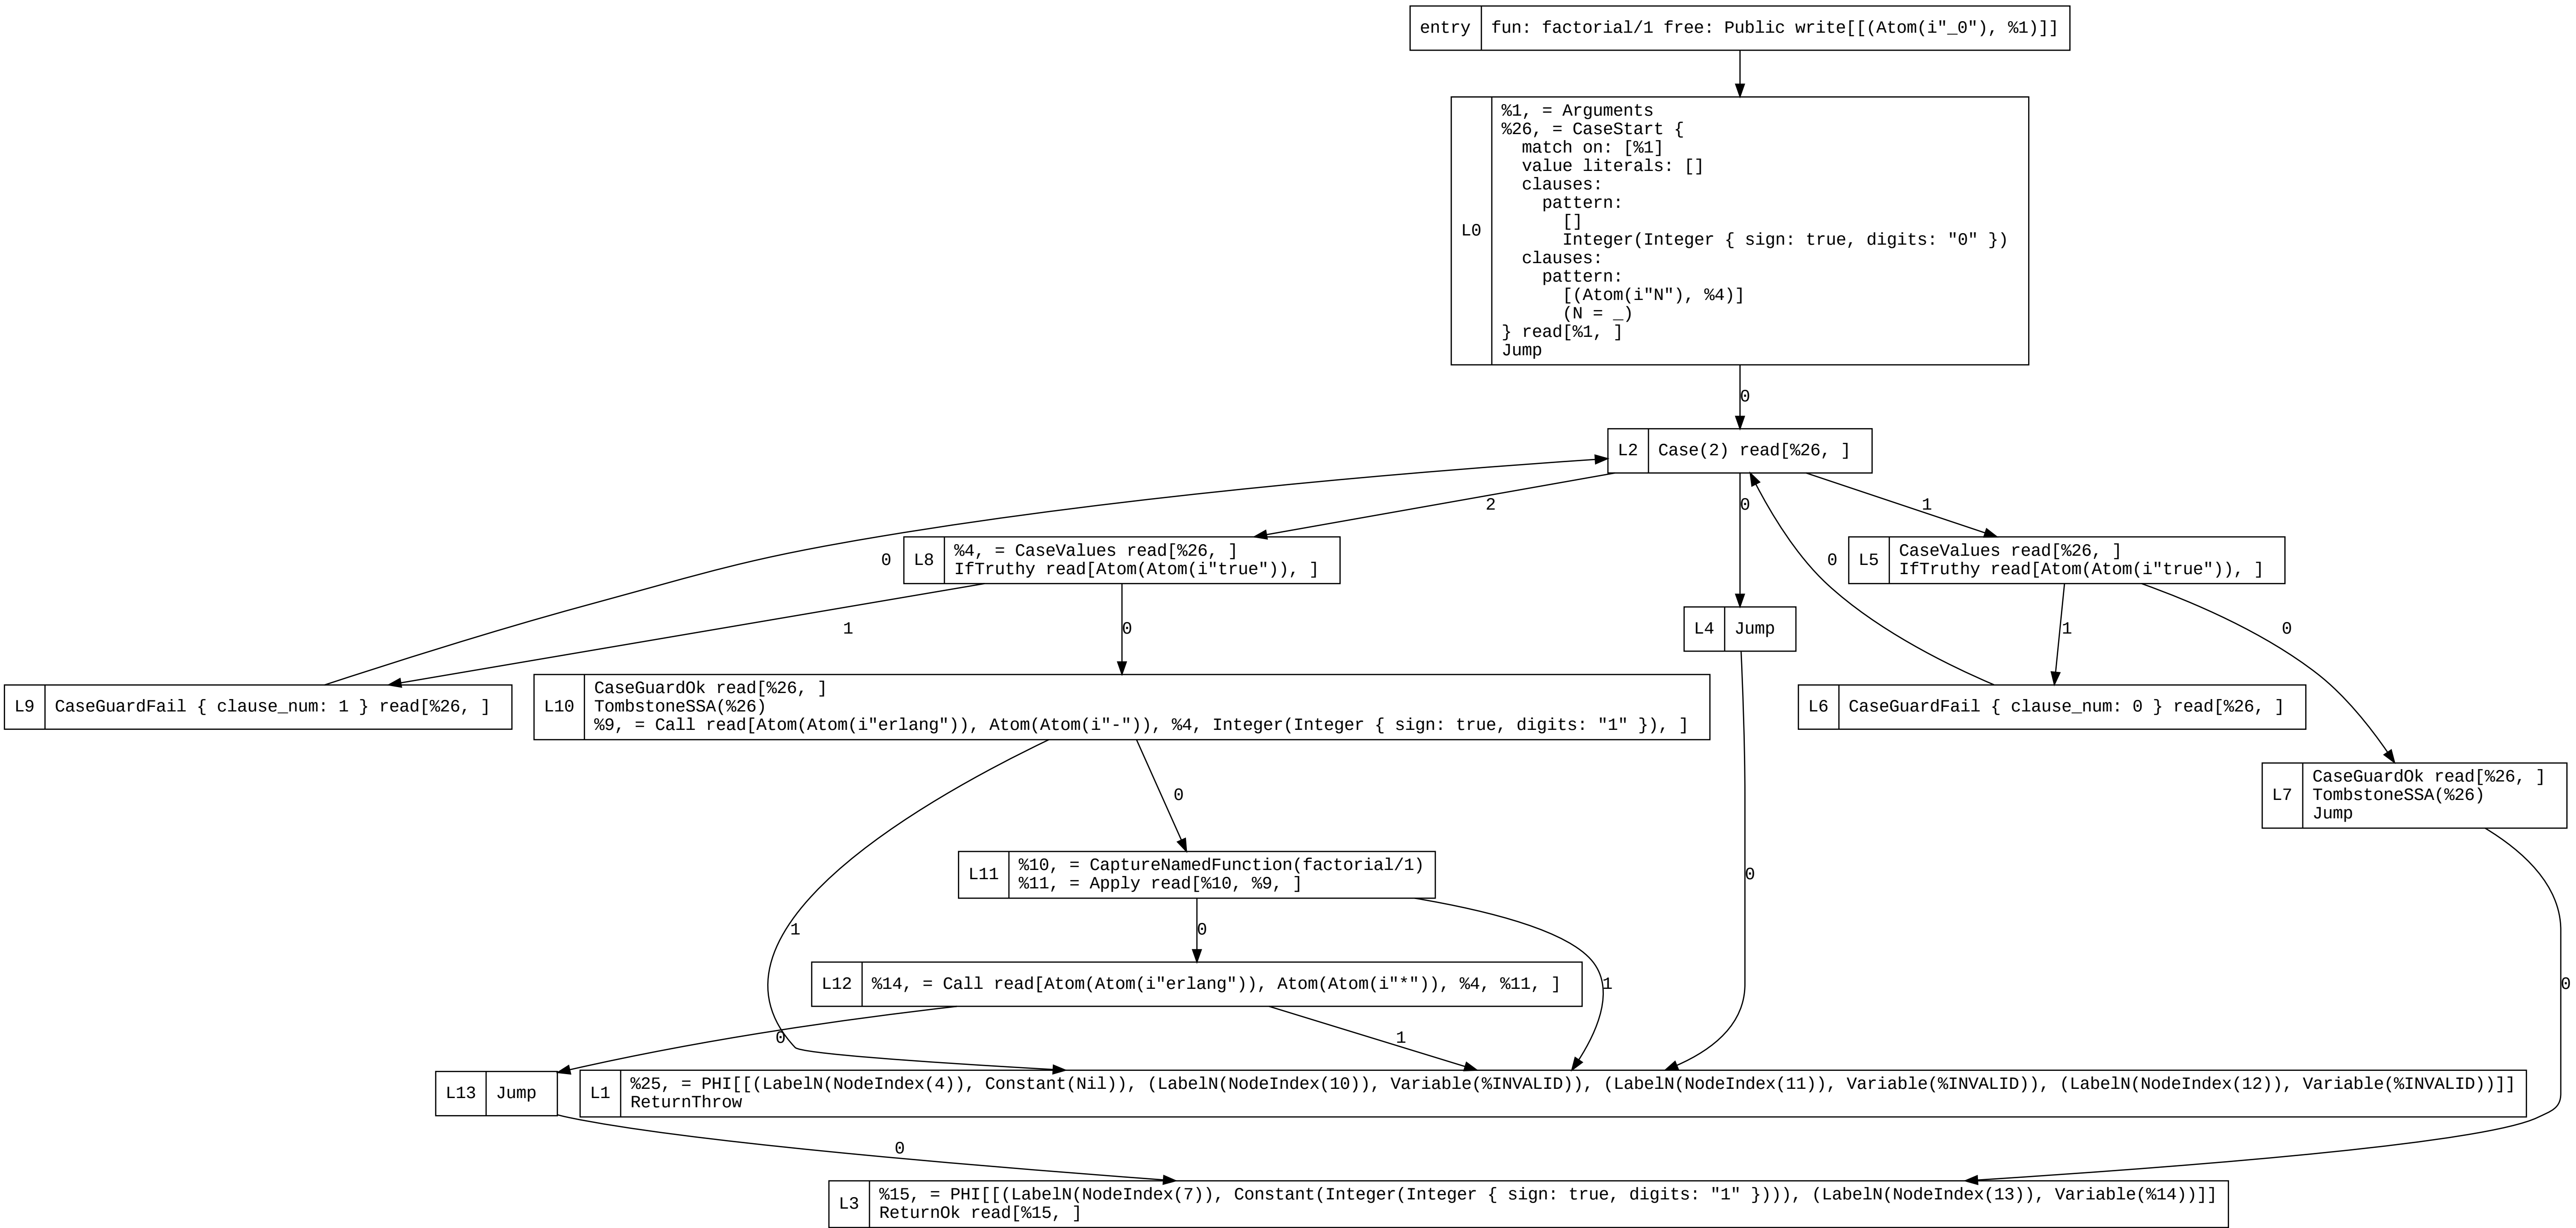 entry fun: factorial/1 free: Public write[[(Atom(i"_0"), %1)]]
L0
%1, = Arguments
%26, = CaseStart {
match on: [%1]
value literals: []
clauses:
pattern:
[]
Integer(Integer { sign: true, digits: "0" })
clauses:
pattern:
[(Atom(i"N"), %4)]
(N = _)
} read[%1, ]
Jump
0
L2 Case(2) read[%26, ]
2
0
1
0
L8
%4, = CaseValues read[%26, ]
IfTruthy read[Atom(Atom(i"true")), ]
0
L5
CaseValues read[%26, ]
IfTruthy read[Atom(Atom(i"true")), ]
1
0
L4 Jump
1
0
L9 CaseGuardFail { clause_num: 1 } read[%26, ]
L10
CaseGuardOk read[%26, ]
TombstoneSSA(%26)
%9, = Call read[Atom(Atom(i"erlang")), Atom(Atom(i"-")), %4, Integer(Integer { sign: true, digits: "1" }), ]
L6 CaseGuardFail { clause_num: 0 } read[%26, ]
L7
CaseGuardOk read[%26, ]
TombstoneSSA(%26)
Jump
0
L11
%10, = CaptureNamedFunction(factorial/1)
%11, = Apply read[%10, %9, ]
0
1
0
L12 %14, = Call read[Atom(Atom(i"erlang")), Atom(Atom(i"*")), %4, %11, ]
1
0
0
1
L13 Jump
L1
%25, = PHI[[(LabelN(NodeIndex(4)), Constant(Nil)), (LabelN(NodeIndex(10)), Variable(%INVALID)), (LabelN(NodeIndex(11)), Variable(%INVALID)), (LabelN(NodeIndex(12)), Variable(%INVALID))]]
ReturnThrow
0
L3
%15, = PHI[[(LabelN(NodeIndex(7)), Constant(Integer(Integer { sign: true, digits: "1" }))), (LabelN(NodeIndex(13)), Variable(%14))]]
ReturnOk read[%15, ]